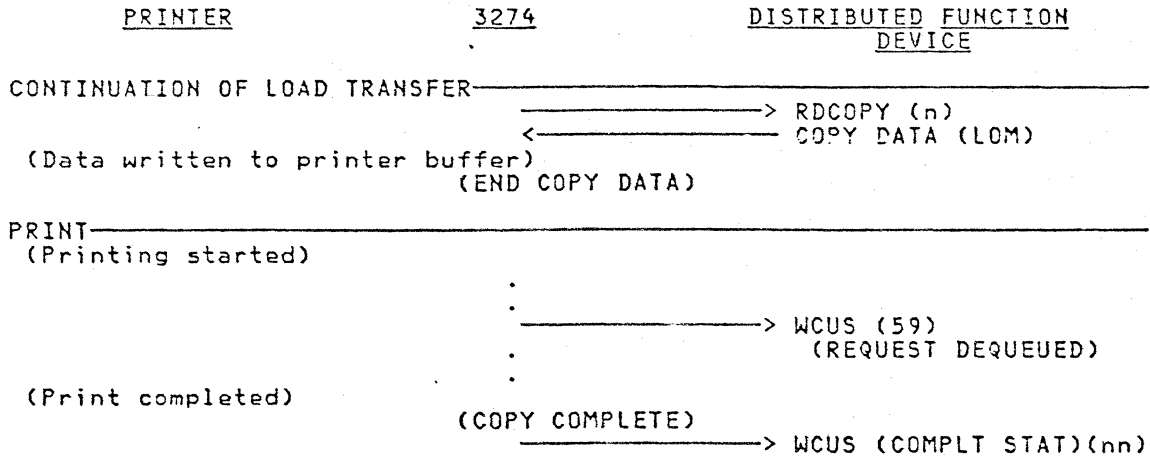 PRINTER 3274 DISTRIBUTED FUNCTION
DEVICE
CONTINUATION OF LOAD TRANSFER
> RDCOPY (n)
< COPY DATA (LOM)
(Data written to printer buffer)
(END COPY DATA)
PRINT
(Printing started)
.
.
> WCUS (59)
. (REQUEST DEQUEUED)
.
(Print completed)
(COPY COMPLETE)
> WCUS (COMPLT STAT)(nn)